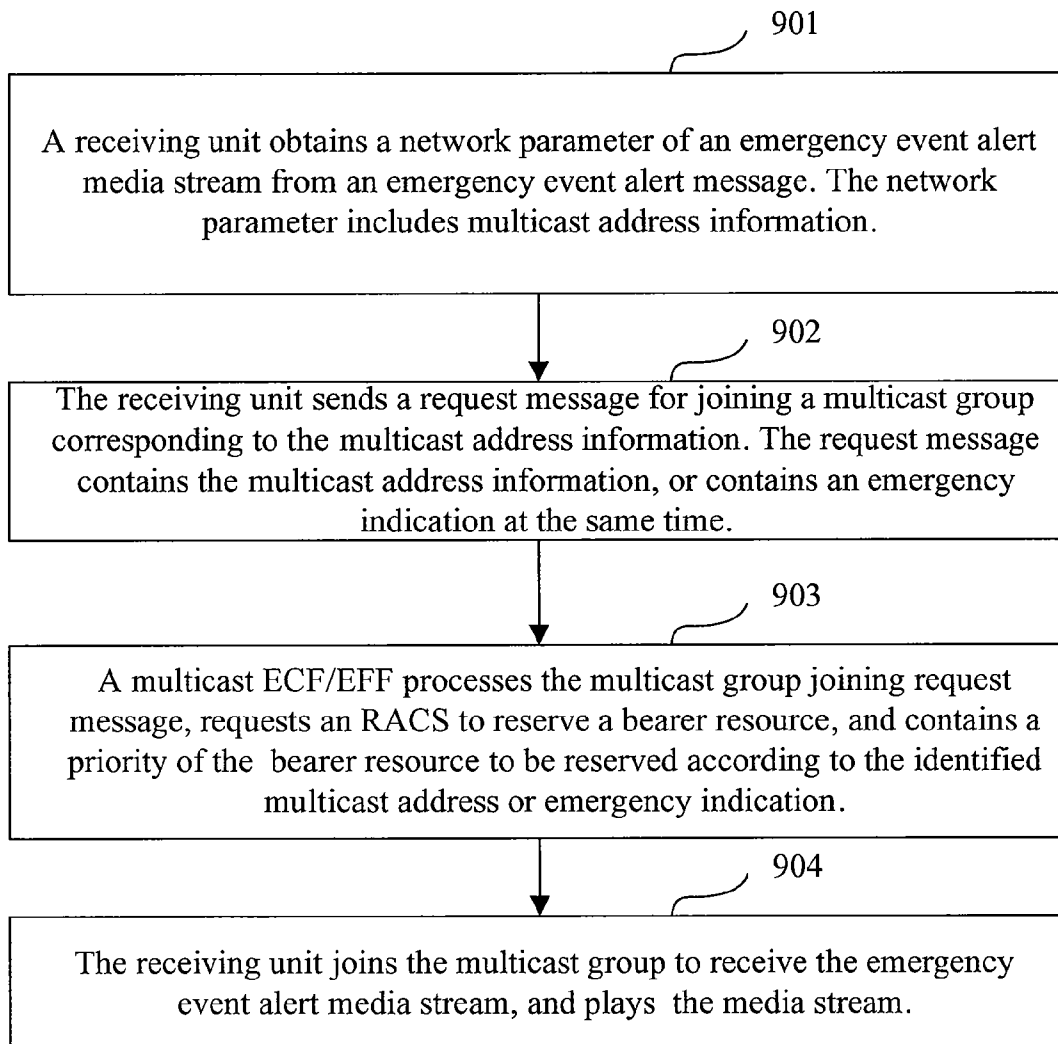 901
A receiving unit obtains a network parameter of an emergency event alert
media stream from an emergency event alert message. The network
parameter includes multicast address information.
902
The receiving unit sends a request message for joining a multicast group
corresponding to the multicast address information. The request message
contains the multicast address information, or contains an emergency
indication at the same time.
903
A multicast ECF/EFF processes the multicast group joining request
message, requests an RACS to reserve a bearer resource, and contains a
priority of the bearer resource to be reserved according to the identified
multicast address or emergency indication.
904
The receiving unit joins the multicast group to receive the emergency
event alert media stream, and plays the media stream.